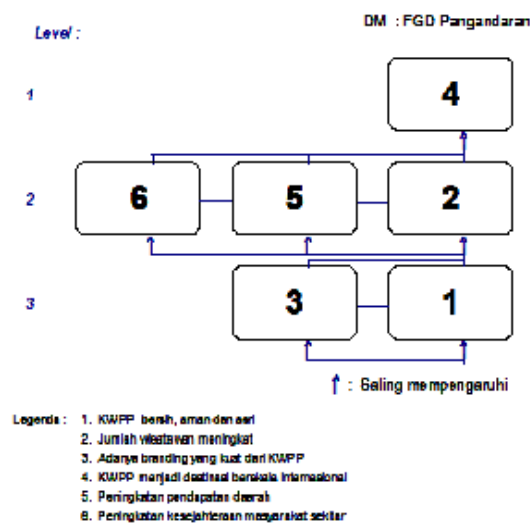 DM : FGD Pangandaran
Level :
1
4
2
6 5 2
3
3 1
: Saling mempengaruhi
Legenda : 1. KWPP bersih, aman dan asri
2. Jumlah wisatawan meningkat
3. Adanya branding yang kuat dari KWPP
4. KWPP menjadi destinasi berskala internasional
5. Peningkatan pendapatan daerah
6. Peningkatan kesejahteraan masyarakat sekitar